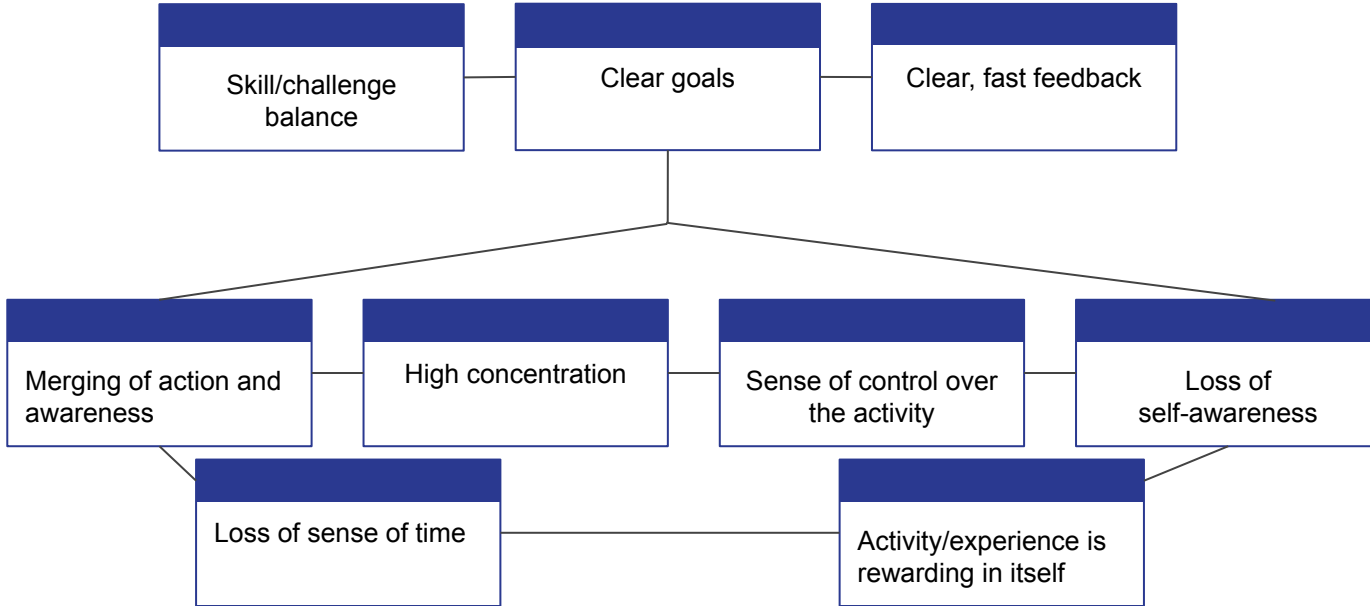 Skill/challenge
balance
Clear goals
Clear, fast feedback
Merging of action and
awareness
High concentration
Sense of control over
the activity
Loss of
self-awareness
Loss of sense of time
Activity/experience is
rewarding in itself